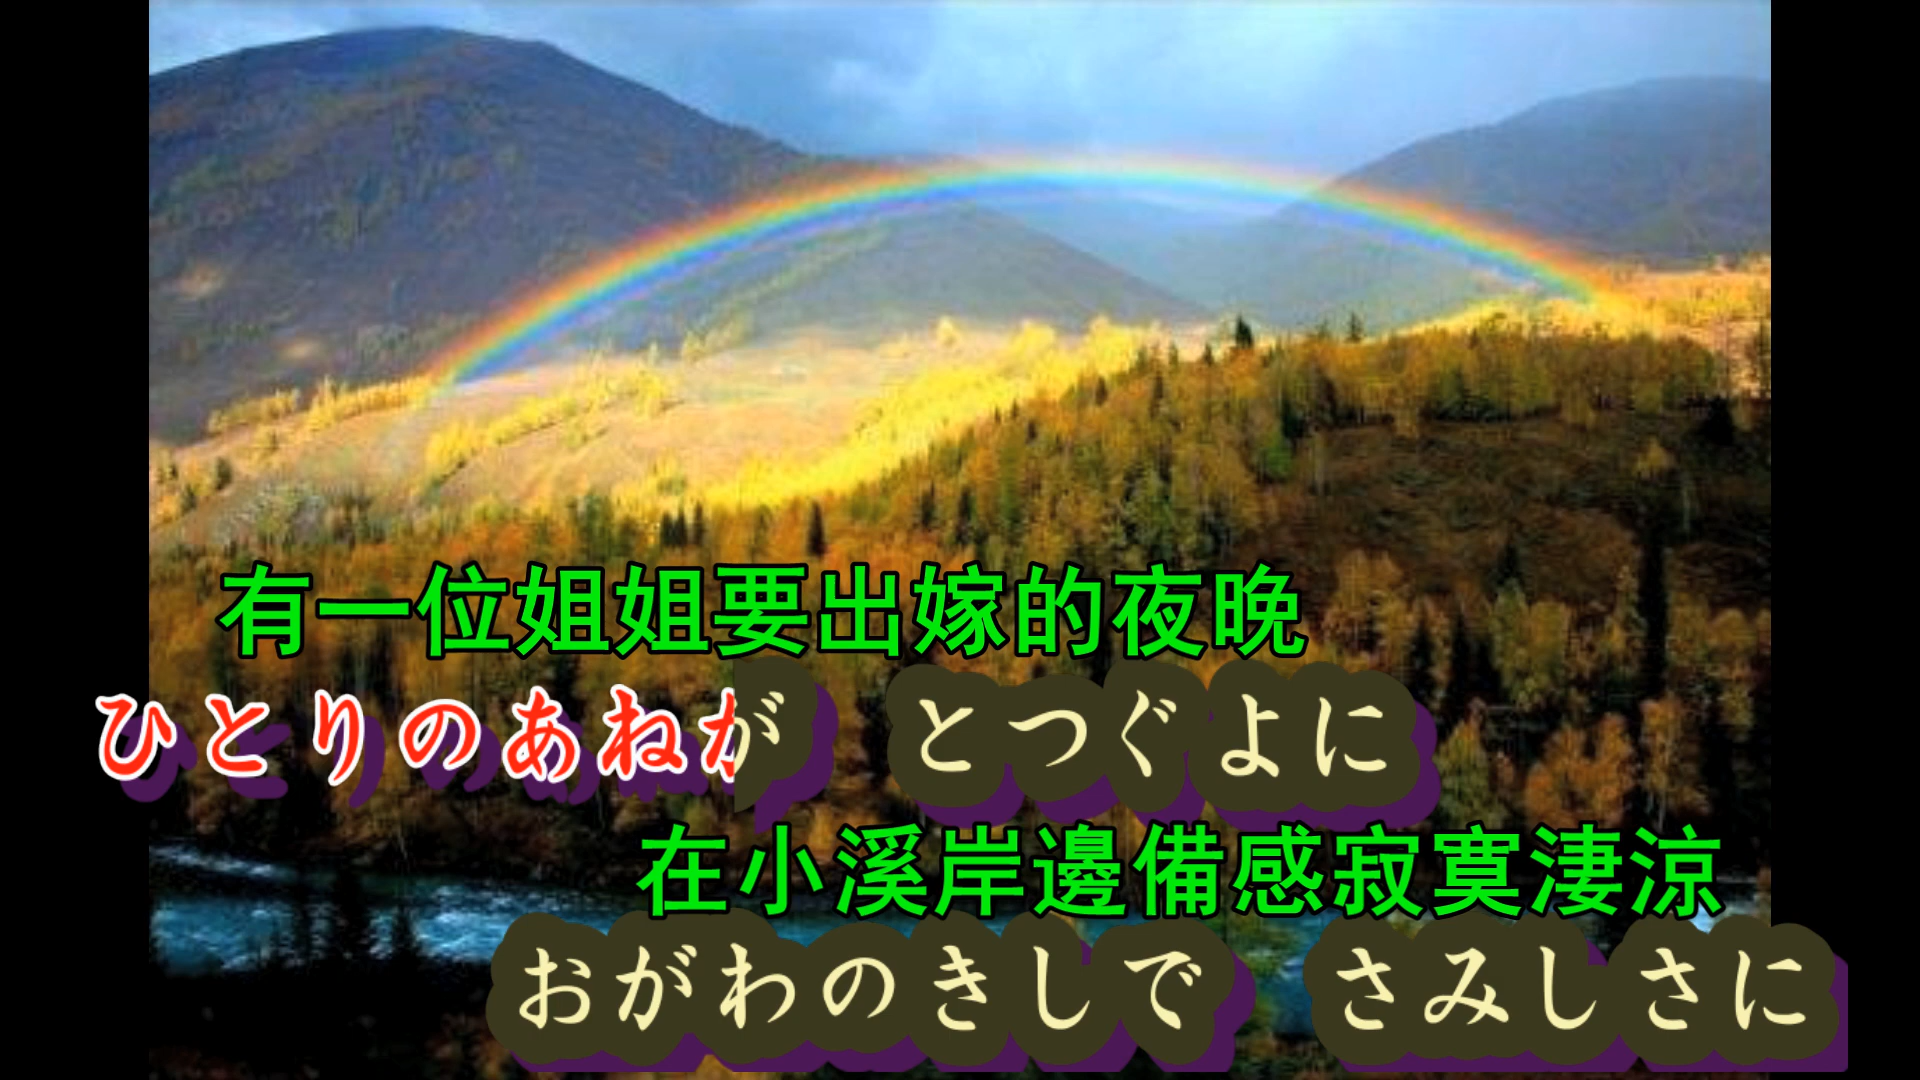 有一位姐姐要出嫁的夜晚
ひとりのあねが　とつぐよに
在小溪岸邊備感寂寞淒涼
おがわのきしで　さみしさに